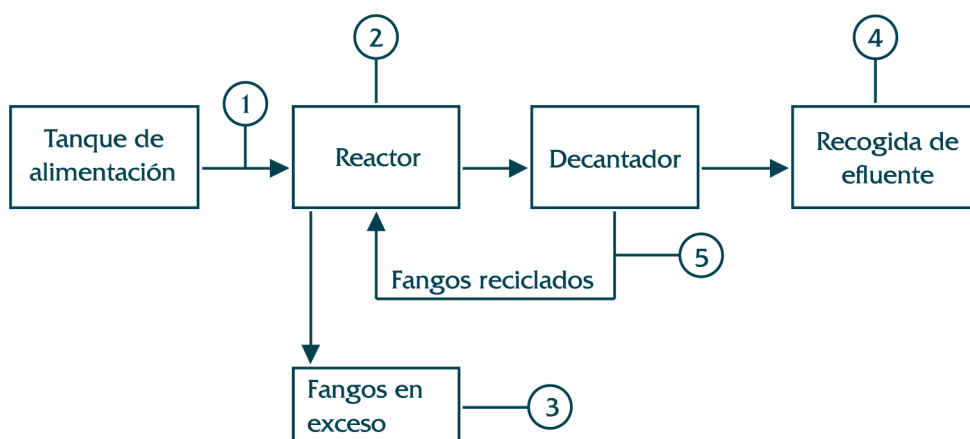 2
4
1
Tanque de
alimentación
Reactor
Decantador
Recogida de
efluente
Fangos reciclados
5
Fangos en
exceso
3